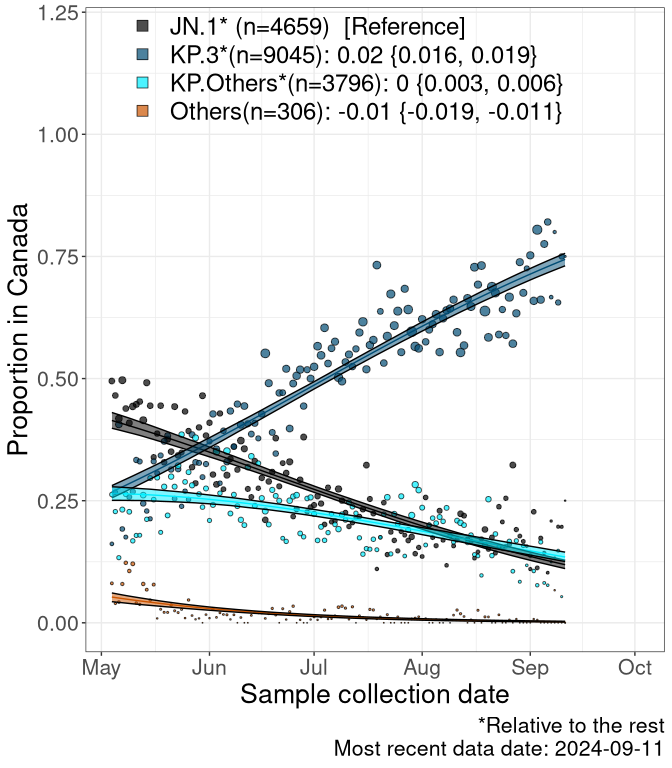 JN.1* (n=4659)  [Reference]
KP.3*(n=9045): 0.02 {0.016, 0.019}
KP.Others*(n=3796): 0 {0.003, 0.006}
Others(n=306): -0.01 {-0.019, -0.011}
1.25
1.00
0.75
0.50
0.25
0.00
Proportion in Canada
May Jun Jul Aug Sep Oct
Sample collection date
*Relative to the rest
Most recent data date: 2024-09-11